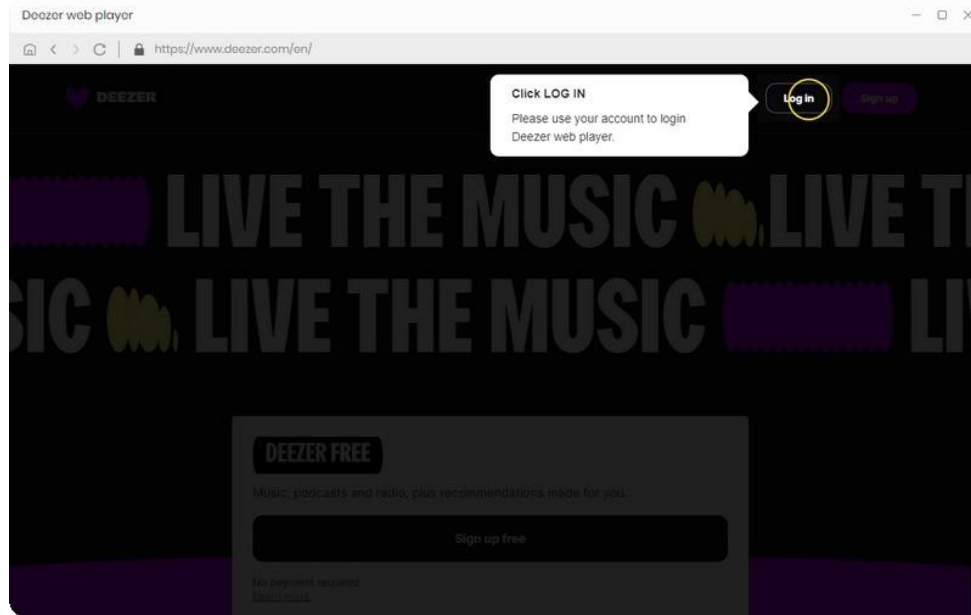 Deezer web player
https://www.deezer.com/en/
DEEZER
Click LOG IN
Please use your account to login
Deezer web player.
Log in
Sign up
LIVE THE MUSIC LIVE T
SIC LIVE THE MUSIC LI
DEEZER FREE
Music, podcasts and radio, plus recommendations made for you.
Sign up free
No payment required
Learn more